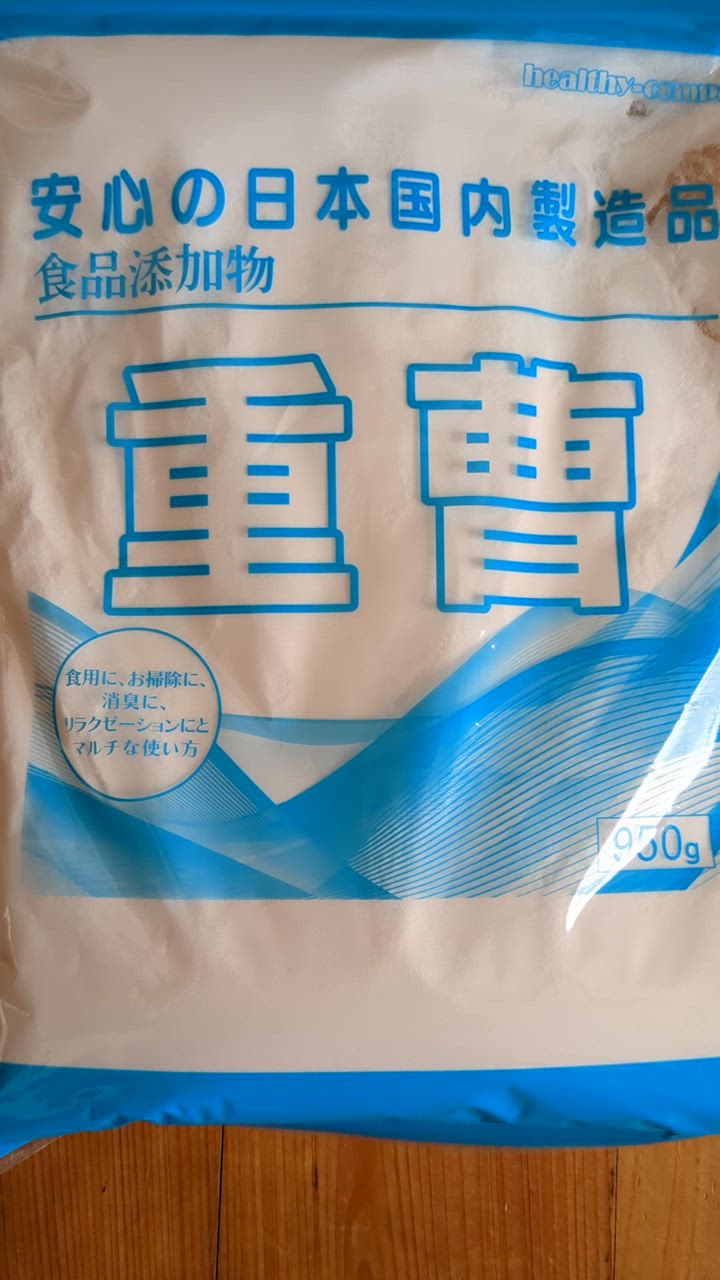 healthy-comp
安心の日本国内製造品
食品添加物
重曹
食用に、お掃除に、
消臭に、
リラクゼーションにと
マルチな使い方
950g